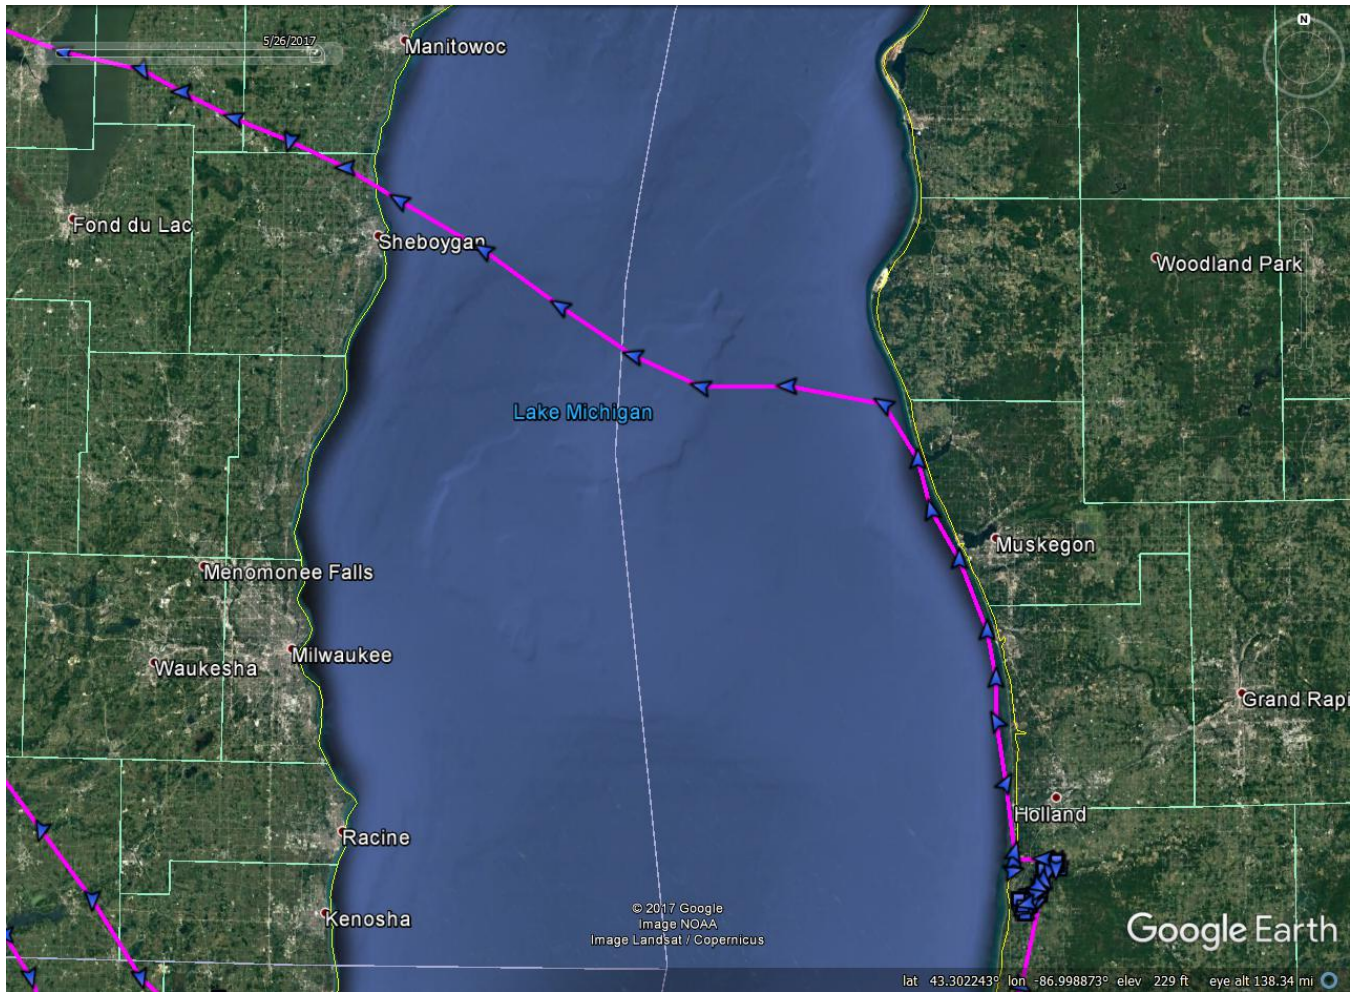 N
5/26/2017
Manitowoc
Fond du Lac
Sheboygan
Woodland Park
Lake Michigan
Muskegon
Menomonee Falls
Milwaukee
Waukesha
Grand Rapi
Holland
Racine
Kenosha
© 2017 Google
Image NOAA
Image Landsat / Copernicus
Google Earth
lat 43.302243° lon -86.998873° elev 229 ft eye alt 138.34 mi